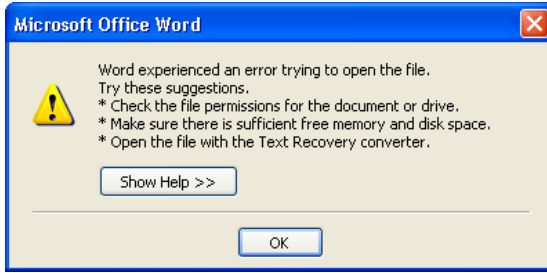 Microsoft Office Word
Word experienced an error trying to open the file.
Try these suggestions.
* Check the file permissions for the document or drive.
* Make sure there is sufficient free memory and disk space.
* Open the file with the Text Recovery converter.
Show Help >>
OK